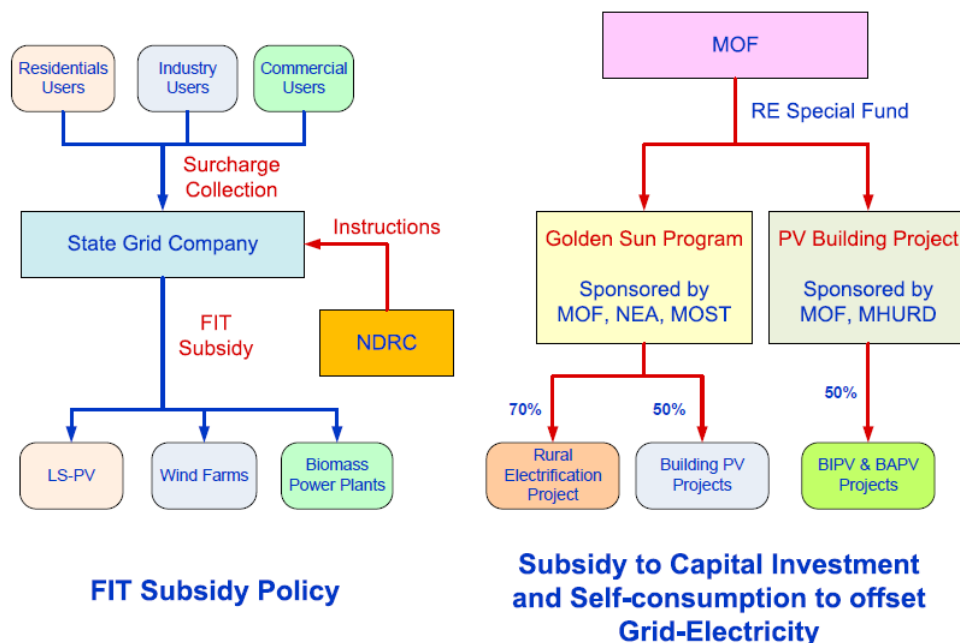 Residentials
Users
Industry
Users
Commercial
Users
Surcharge
Collection
State Grid Company
Instructions
FIT
Subsidy
NDRC
LS-PV
Wind Farms
Biomass
Power Plants
FIT Subsidy Policy
MOF
RE Special Fund
Golden Sun Program
Sponsored by
MOF, NEA, MOST
PV Building Project
Sponsored by
MOF, MHURD
70%
50%
50%
Rural
Electrification
Project
Building PV
Projects
BIPV & BAPV
Projects
Subsidy to Capital Investment
and Self-consumption to offset
Grid-Electricity